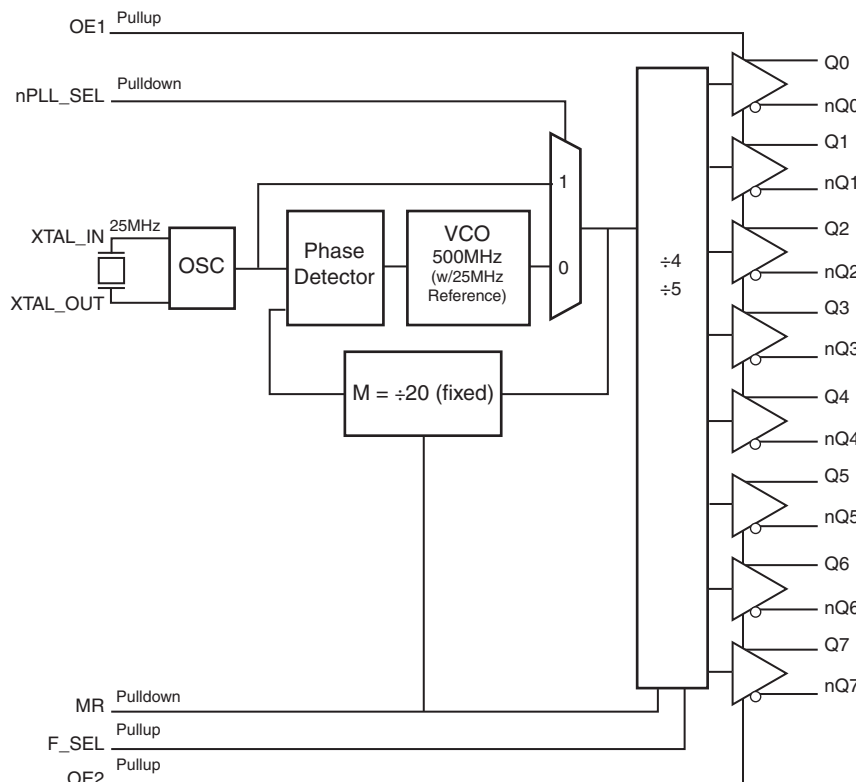 OE1 Pullup
nPLL_SEL Pulldown
XTAL_IN 25MHz
XTAL_OUT
OSC
Phase
Detector
VCO
500MHz
(w/25MHz
Reference)
1
0
M = ÷20 (fixed)
÷4
÷5
Q0
nQ0
Q1
nQ1
Q2
nQ2
Q3
nQ3
Q4
nQ4
Q5
nQ5
Q6
nQ6
Q7
nQ7
MR Pulldown
F_SEL Pullup
OE2 Pullup